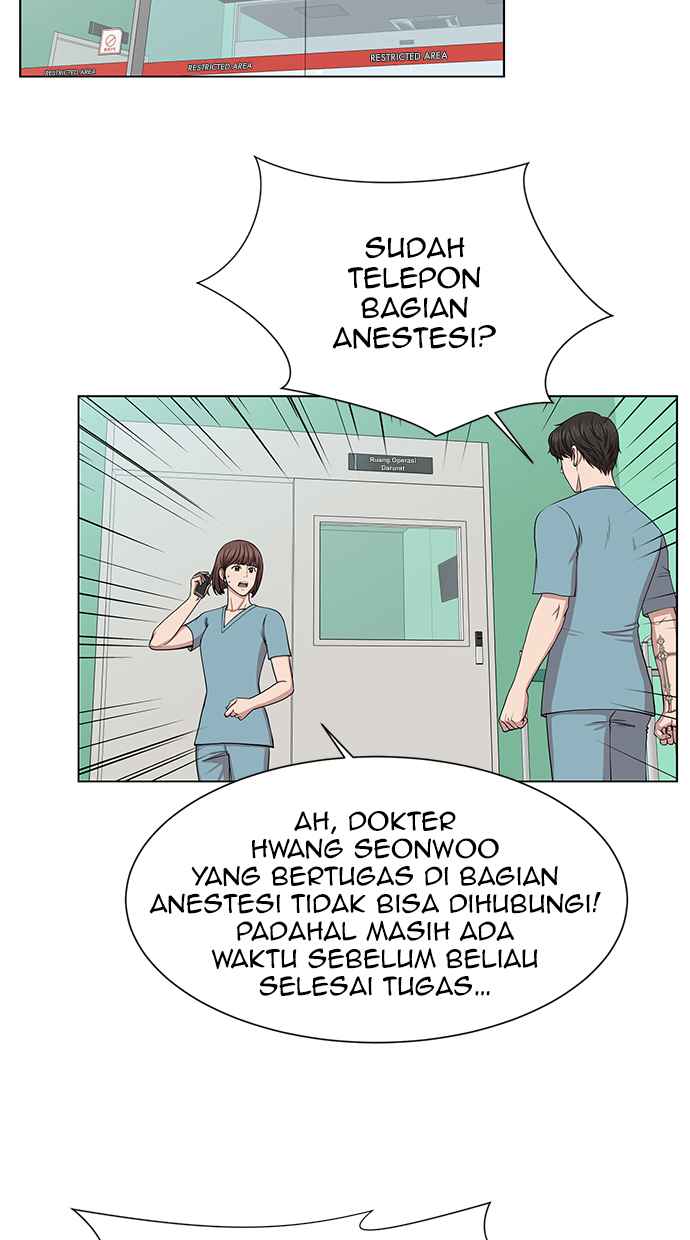 RESTRICTED AREA
RESTRICTED AREA
RESTRICTED AREA
SUDAH
TELEPON
BAGIAN
ANESTESI?
Ruang Operasi
Darurat
AH, DOKTER
HWANG SEONWOO
YANG BERTUGAS DI BAGIAN
ANESTESI TIDAK BISA DIHUBUNGI!
PADAHAL MASIH ADA
WAKTU SEBELUM BELIAU
SELESAI TUGAS...